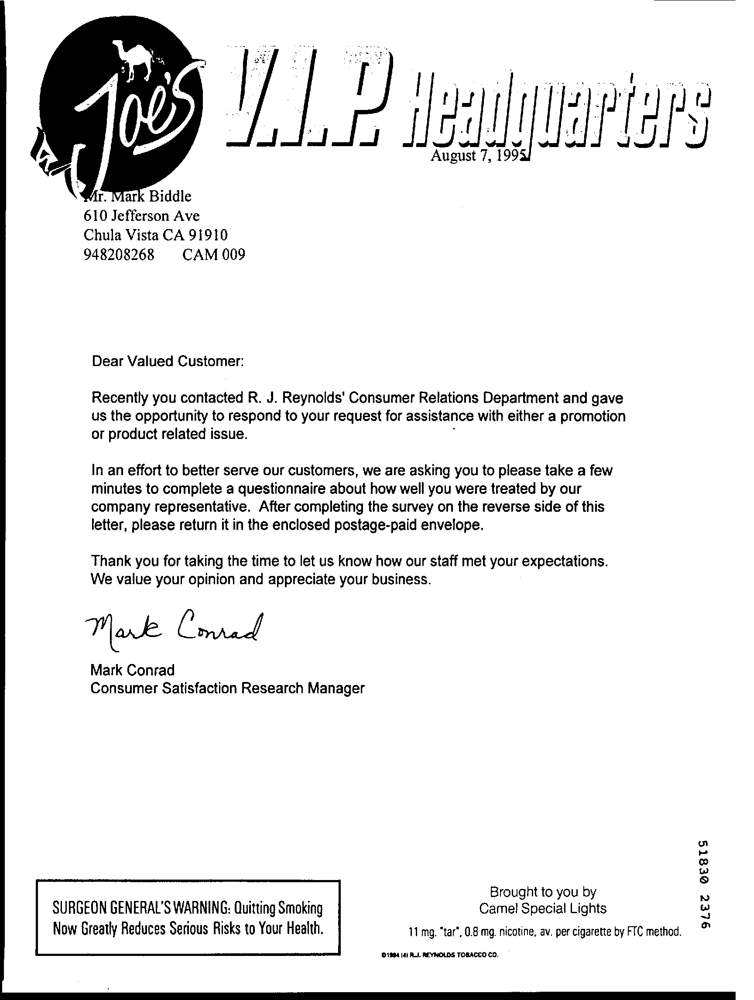 Joe's V.I.P. Headquarters
August 7, 1995
Mr. Mark Biddle
610 Jefferson Ave
Chula Vista CA 91910
948208268 CAM 009
Dear Valued Customer:
Recently you contacted R. J. Reynolds' Consumer Relations Department and gave
us the opportunity to respond to your request for assistance with either a promotion
or product related issue.
In an effort to better serve our customers, we are asking you to please take a few
minutes to complete a questionnaire about how well you were treated by our
company representative. After completing the survey on the reverse side of this
letter, please return it in the enclosed postage-paid envelope.
Thank you for taking the time to let us know how our staff met your expectations.
We value your opinion and appreciate your business.
Mark Conrad
Mark Conrad
Consumer Satisfaction Research Manager
51830 2376
SURGEON GENERAL'S WARNING: Quitting Smoking
Now Greatly Reduces Serious Risks to Your Health.
Brought to you by
Camel Special Lights
11 mg. "tar", 0.8 mg. nicotine, av. per cigarette by FTC method.
©1994 (4) R.J. REYNOLDS TOBACCO CO.